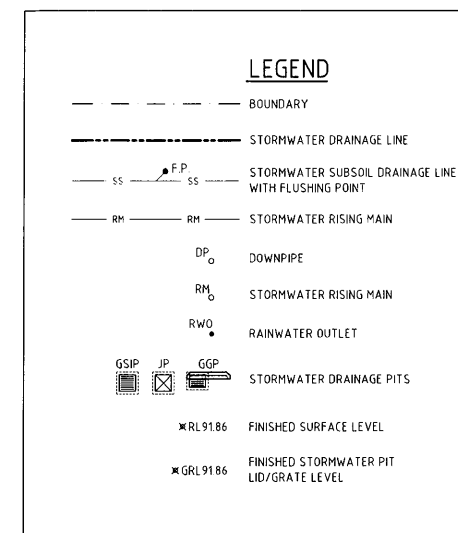 LEGEND
BOUNDARY
STORMWATER DRAINAGE LINE
F.P.
SS SS STORMWATER SUBSOIL DRAINAGE LINE
WITH FLUSHING POINT
RM RM STORMWATER RISING MAIN
DP DOWNPIPE
RM STORMWATER RISING MAIN
RWO RAINWATER OUTLET
GSIP JP GGP
STORMWATER DRAINAGE PITS
RL91.86 FINISHED SURFACE LEVEL
GRL91.86 FINISHED STORMWATER PIT
LID/GRATE LEVEL